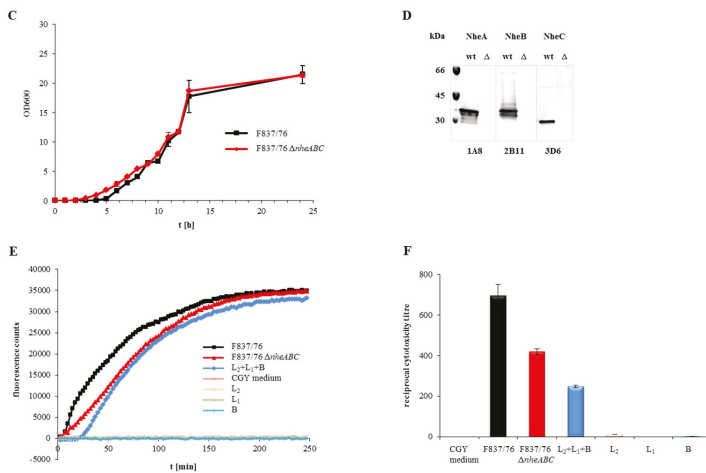 C
30
25
20
15
10
5
0
OD600
F837/76
F837/76 ΔnheABC
0 5 10 15 20 25
t [h]
D
kDa NheA NheB NheC
wt Δ wt Δ wt Δ
66
45
30
1A8 2B11 3D6
E
40000
35000
30000
25000
20000
15000
10000
5000
0
fluorescence counts
F837/76
F837/76 ΔnheABC
L2+L1+B
CGY medium
L2
L1
B
0 50 100 150 200 250
t [min]
F
800
600
400
200
0
reciprocal cytoxicity titre
CGY F837/76 F837/76 L2+L1+B L2 L1 B
medium ΔnheABC